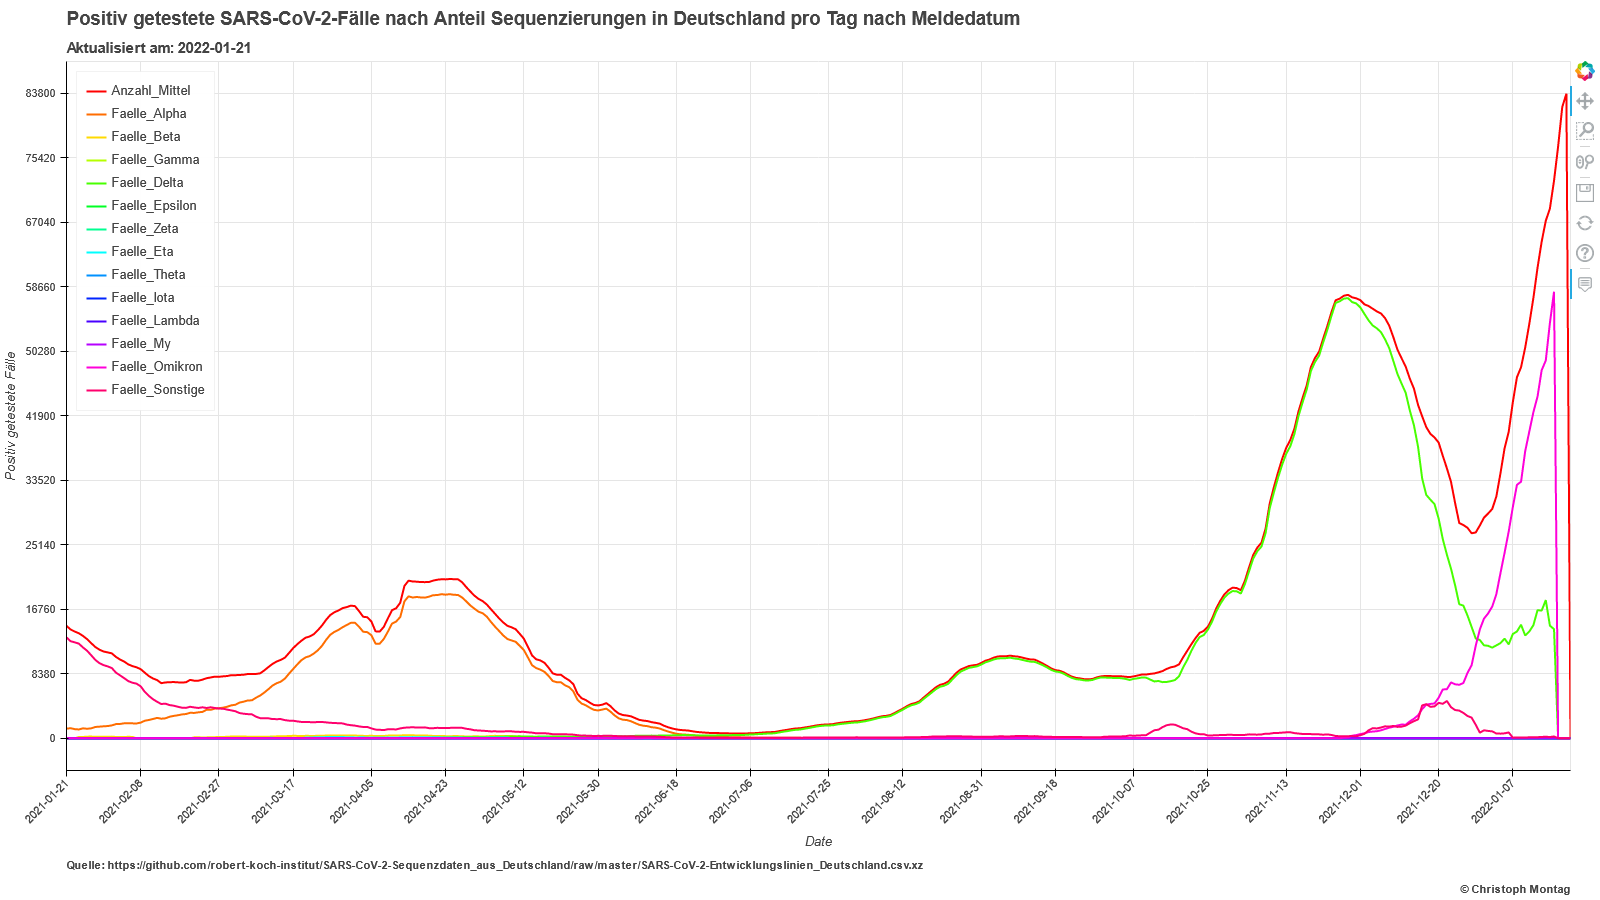 Positiv getestete SARS-CoV-2-Fälle nach Anteil Sequenzierungen in Deutschland pro Tag nach Meldedatum
Aktualisiert am: 2022-01-21
Anzahl_Mittel
Faelle_Alpha
Faelle_Beta
Faelle_Gamma
Faelle_Delta
Faelle_Epsilon
Faelle_Zeta
Faelle_Eta
Faelle_Theta
Faelle_Iota
Faelle_Lambda
Faelle_My
Faelle_Omikron
Faelle_Sonstige
Positiv getestete Fälle
83800
75420
67040
58660
50280
41900
33520
25140
16760
8380
0
2021-01-21
2021-02-08
2021-02-27
2021-03-17
2021-04-05
2021-04-23
2021-05-12
2021-05-30
2021-06-18
2021-07-06
2021-07-25
2021-08-12
2021-08-31
2021-09-18
2021-10-07
2021-10-25
2021-11-13
2021-12-01
2021-12-20
2022-01-07
Date
Quelle: https://github.com/robert-koch-institut/SARS-CoV-2-Sequenzdaten_aus_Deutschland/raw/master/SARS-CoV-2-Entwicklungslinien_Deutschland.csv.xz
© Christoph Montag